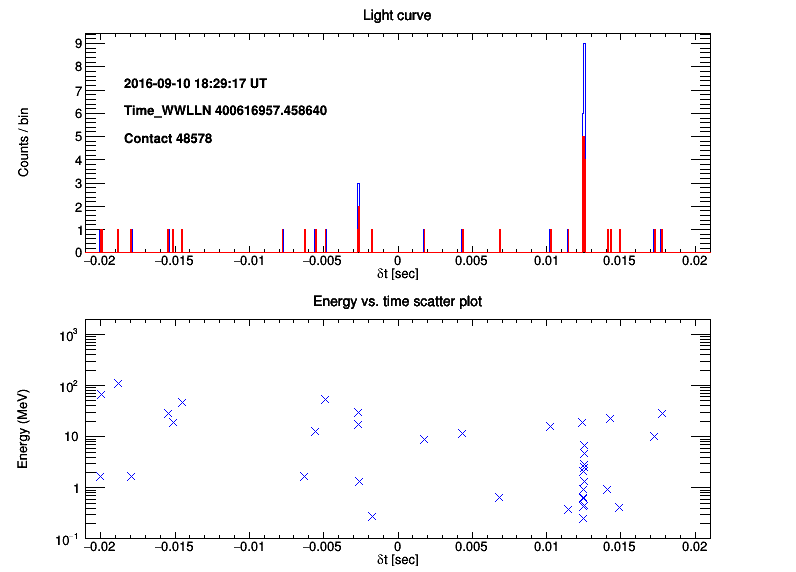 Light curve
9
8
7
6
5
4
3
2
1
0
Counts / bin
2016-09-10 18:29:17 UT
Time_WWLLN 400616957.458640
Contact 48578
−0.02 −0.015 −0.01 −0.005 0 0.005 0.01 0.015 0.02
δt [sec]
Energy vs. time scatter plot
10³
10²
10
1
10⁻¹
Energy (MeV)
−0.02 −0.015 −0.01 −0.005 0 0.005 0.01 0.015 0.02
δt [sec]